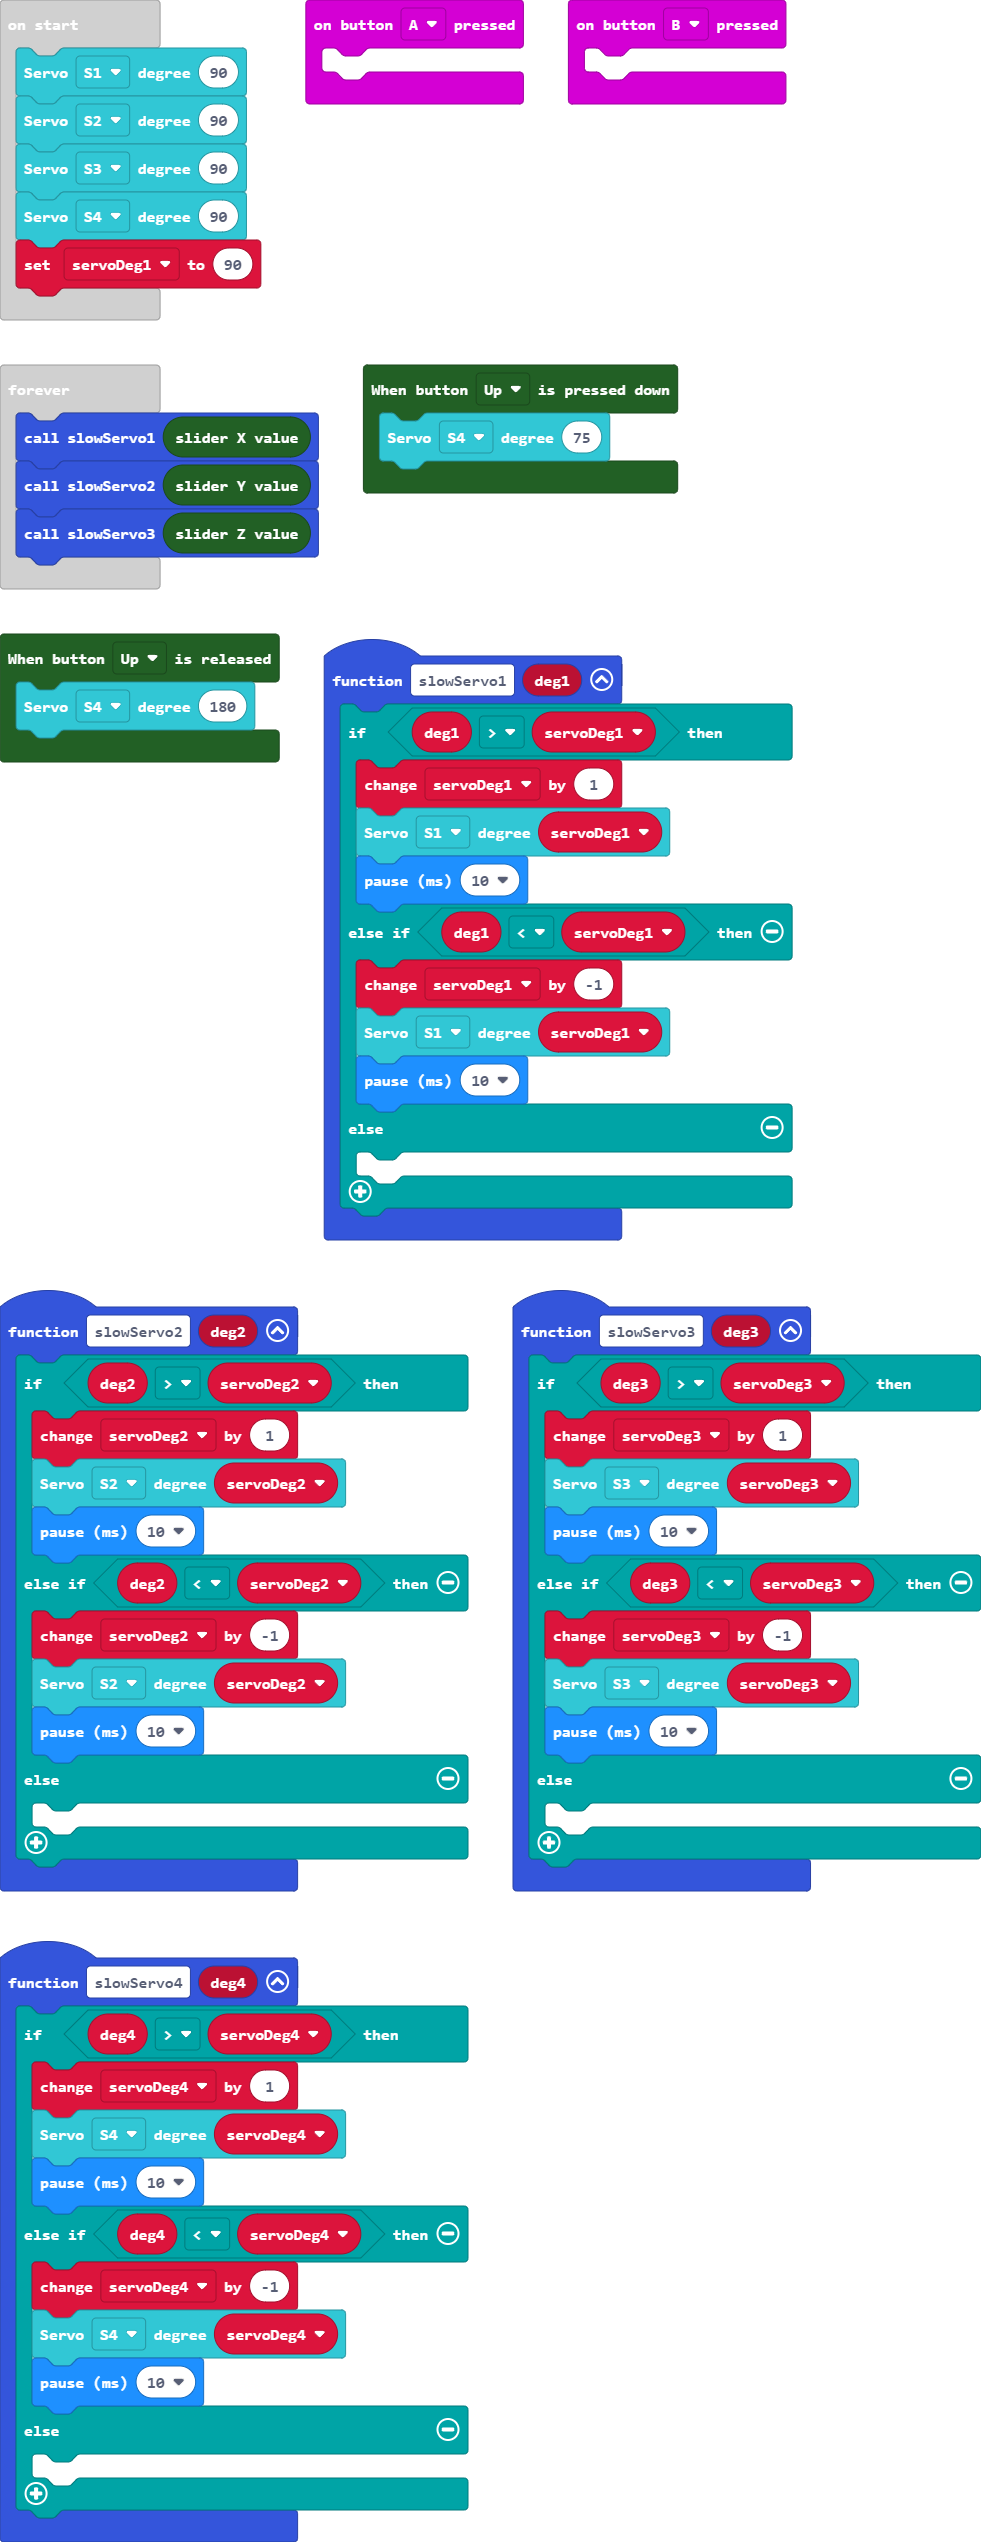 on start
Servo S1 degree 90
Servo S2 degree 90
Servo S3 degree 90
Servo S4 degree 90
set servoDeg1 to 90
on button A pressed
on button B pressed
forever
call slowServo1 slider X value
call slowServo2 slider Y value
call slowServo3 slider Z value
When button Up is pressed down
Servo S4 degree 75
When button Up is released
Servo S4 degree 180
function slowServo1 deg1
if deg1 > servoDeg1 then
change servoDeg1 by 1
Servo S1 degree servoDeg1
pause (ms) 10
else if deg1 < servoDeg1 then
change servoDeg1 by -1
Servo S1 degree servoDeg1
pause (ms) 10
else
function slowServo2 deg2
if deg2 > servoDeg2 then
change servoDeg2 by 1
Servo S2 degree servoDeg2
pause (ms) 10
else if deg2 < servoDeg2 then
change servoDeg2 by -1
Servo S2 degree servoDeg2
pause (ms) 10
else
function slowServo3 deg3
if deg3 > servoDeg3 then
change servoDeg3 by 1
Servo S3 degree servoDeg3
pause (ms) 10
else if deg3 < servoDeg3 then
change servoDeg3 by -1
Servo S3 degree servoDeg3
pause (ms) 10
else
function slowServo4 deg4
if deg4 > servoDeg4 then
change servoDeg4 by 1
Servo S4 degree servoDeg4
pause (ms) 10
else if deg4 < servoDeg4 then
change servoDeg4 by -1
Servo S4 degree servoDeg4
pause (ms) 10
else